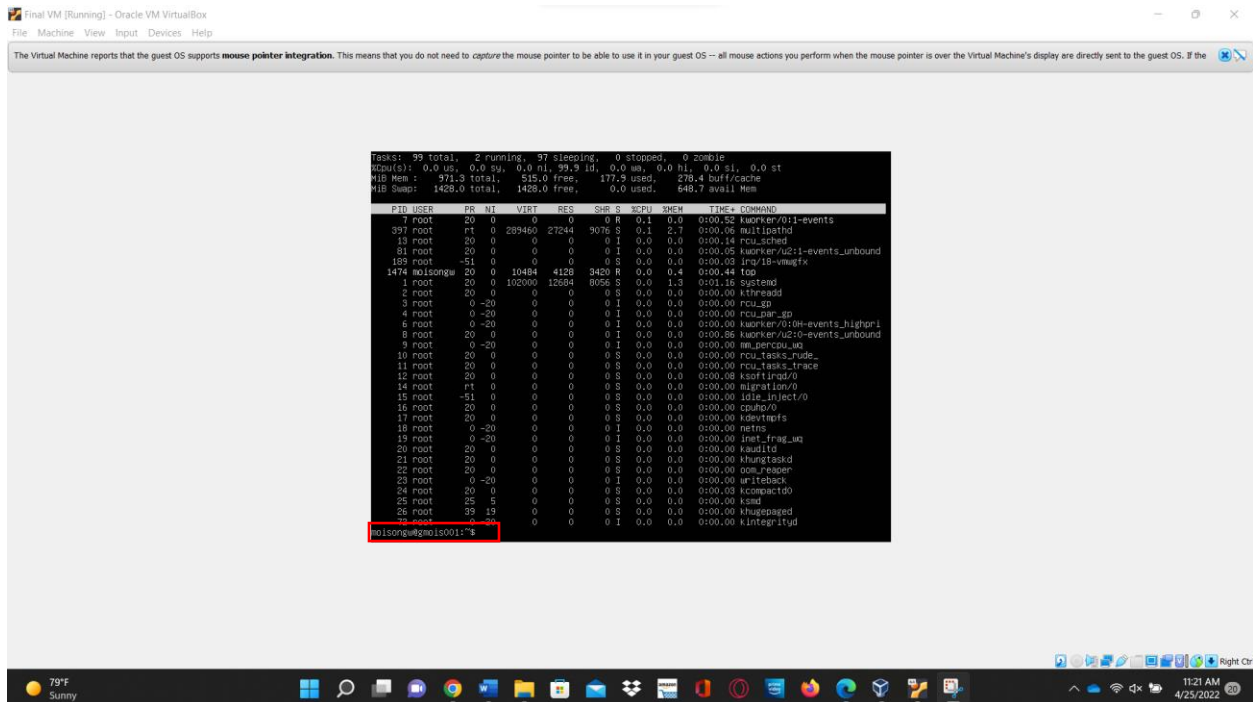 Final VM [Running] - Oracle VM VirtualBox
File Machine View Input Devices Help
The Virtual Machine reports that the guest OS supports mouse pointer integration. This means that you do not need to capture the mouse pointer to be able to use it in your guest OS -- all mouse actions you perform when the mouse pointer is over the Virtual Machine's display are directly sent to the guest OS. If the
Tasks: 99 total, 2 running, 97 sleeping, 0 stopped, 0 zombie
%Cpu(s): 0.0 us, 0.0 sy, 0.0 ni, 99.9 id, 0.0 wa, 0.0 hi, 0.0 si, 0.0 st
MiB Mem : 971.3 total, 515.0 free, 177.9 used, 278.4 buff/cache
MiB Swap: 1428.0 total, 1428.0 free, 0.0 used. 648.7 avail Mem
PID USER PR NI VIRT RES SHR S %CPU %MEM TIME+ COMMAND
7 root 20 0 0 0 0 R 0.1 0.0 0:00.52 kworker/0:1-events
397 root rt 0 289460 27244 9076 S 0.1 2.7 0:00.06 multipathd
13 root 20 0 0 0 0 I 0.0 0.0 0:00.14 rcu_sched
81 root 20 0 0 0 0 I 0.0 0.0 0:00.05 kworker/u2:1-events_unbound
189 root -51 0 0 0 0 S 0.0 0.0 0:00.03 irq/18-vmwgfx
1474 moisongw 20 0 10484 4128 3420 R 0.0 0.4 0:00.44 top
1 root 20 0 102000 12684 8056 S 0.0 1.3 0:01.16 systemd
2 root 20 0 0 0 0 S 0.0 0.0 0:00.00 kthreadd
3 root 0 -20 0 0 0 I 0.0 0.0 0:00.00 rcu_gp
4 root 0 -20 0 0 0 I 0.0 0.0 0:00.00 rcu_par_gp
6 root 0 -20 0 0 0 I 0.0 0.0 0:00.00 kworker/0:0H-events_highpri
8 root 20 0 0 0 0 I 0.0 0.0 0:00.86 kworker/u2:0-events_unbound
9 root 0 -20 0 0 0 I 0.0 0.0 0:00.00 mm_percpu_wq
10 root 20 0 0 0 0 S 0.0 0.0 0:00.00 rcu_tasks_rude_
11 root 20 0 0 0 0 S 0.0 0.0 0:00.00 rcu_tasks_trace
12 root 20 0 0 0 0 S 0.0 0.0 0:00.08 ksoftirqd/0
14 root rt 0 0 0 0 S 0.0 0.0 0:00.00 migration/0
15 root -51 0 0 0 0 S 0.0 0.0 0:00.00 idle_inject/0
16 root 20 0 0 0 0 S 0.0 0.0 0:00.00 cpuhp/0
17 root 20 0 0 0 0 S 0.0 0.0 0:00.00 kdevtmpfs
18 root 0 -20 0 0 0 I 0.0 0.0 0:00.00 netns
19 root 0 -20 0 0 0 I 0.0 0.0 0:00.00 inet_frag_wq
20 root 20 0 0 0 0 S 0.0 0.0 0:00.00 kauditd
21 root 20 0 0 0 0 S 0.0 0.0 0:00.00 khungtaskd
22 root 20 0 0 0 0 S 0.0 0.0 0:00.00 oom_reaper
23 root 0 -20 0 0 0 I 0.0 0.0 0:00.00 writeback
24 root 20 0 0 0 0 S 0.0 0.0 0:00.03 kcompactd0
25 root 25 5 0 0 0 S 0.0 0.0 0:00.00 ksmd
26 root 39 19 0 0 0 S 0.0 0.0 0:00.00 khugepaged
72 root 0 -20 0 0 0 I 0.0 0.0 0:00.00 kintegrityd
moisongw@gmois001:~$
Right Ctr
79°F
Sunny
11:21 AM
4/25/2022
20